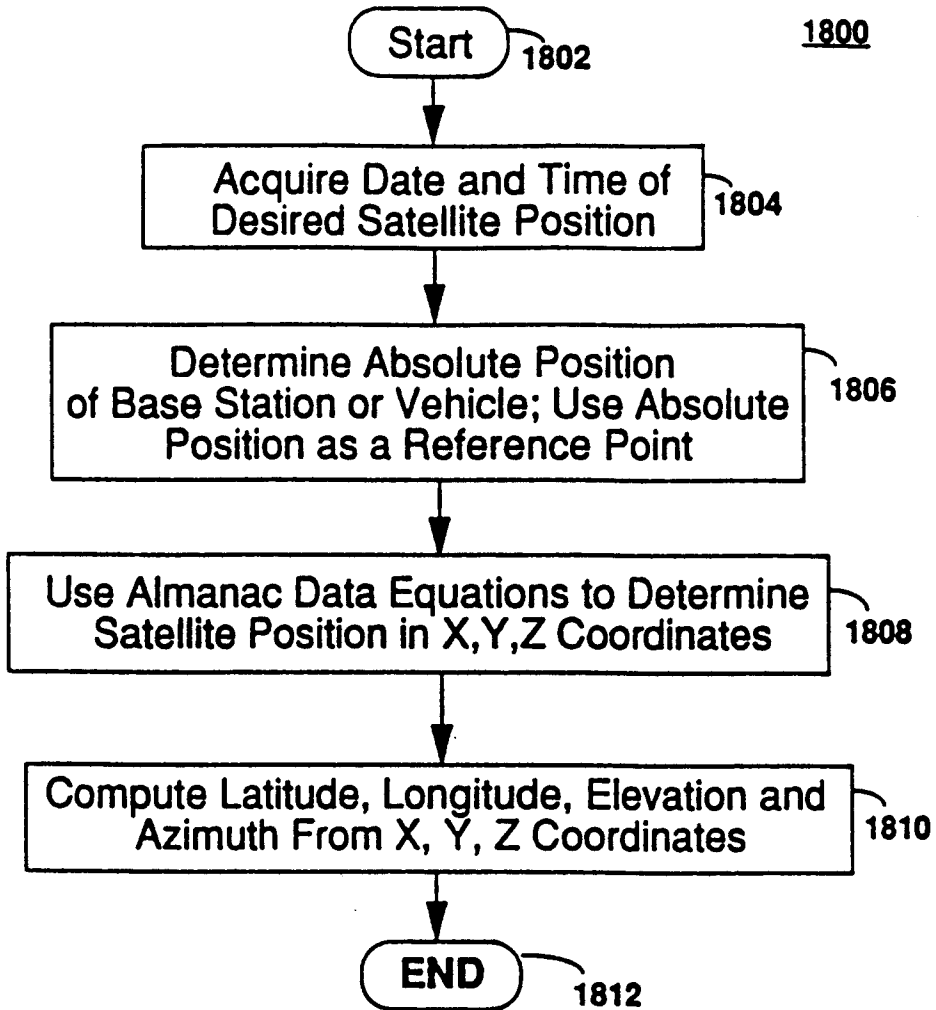 1800
Start
1802
Acquire Date and Time of
Desired Satellite Position
1804
Determine Absolute Position
of Base Station or Vehicle; Use Absolute
Position as a Reference Point
1806
Use Almanac Data Equations to Determine
Satellite Position in X,Y,Z Coordinates
1808
Compute Latitude, Longitude, Elevation and
Azimuth From X, Y, Z Coordinates
1810
END
1812